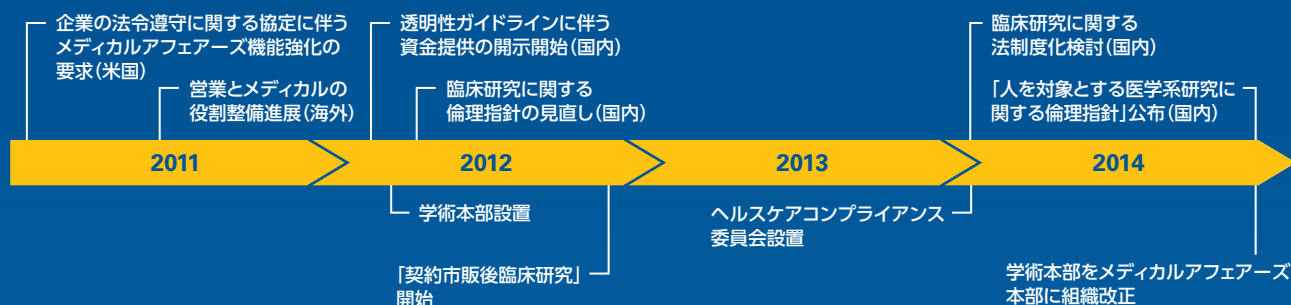 企業の法令遵守に関する協定に伴う
メディカルアフェアーズ機能強化の
要求(米国)
営業とメディカルの
役割整備進展(海外)
透明性ガイドラインに伴う
資金提供の開示開始(国内)
臨床研究に関する
倫理指針の見直し(国内)
臨床研究に関する
法制度化検討(国内)
「人を対象とする医学系研究に
関する倫理指針」公布(国内)
2011
2012
2013
2014
学術本部設置
「契約市販後臨床研究」
開始
ヘルスケアコンプライアンス
委員会設置
学術本部をメディカルアフェアーズ
本部に組織改正